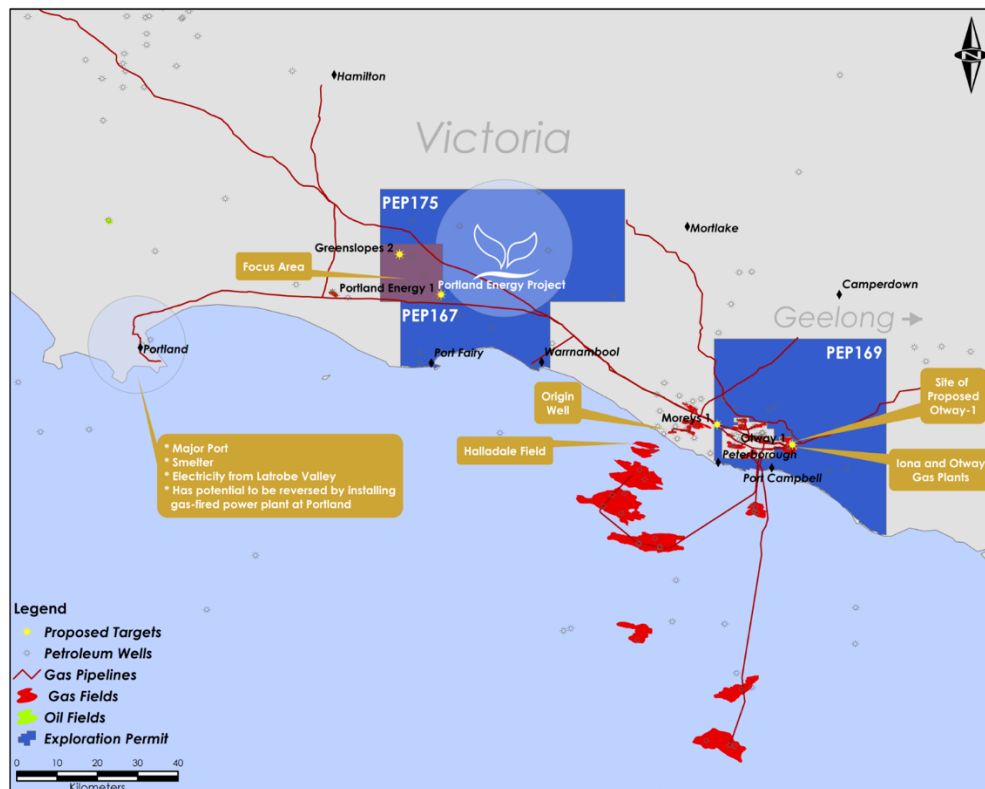 Hamilton
Victoria
PEP175
Mortlake
Greenslopes 2
Focus Area
Portland Energy 1
Portland Energy Project
Camperdown
PEP167
Geelong
PEP169
Portland
Port Fairy
Warrnambool
Origin
Well
Moreys 1
Site of
Proposed
Otway-1
Halladale Field
Otway 1
Peterborough
Port Campbell
Iona and Otway
Gas Plants
* Major Port
* Smelter
* Electricity from Latrobe Valley
* Has potential to be reversed by installing
gas-fired power plant at Portland
Legend
Proposed Targets
Petroleum Wells
Gas Pipelines
Gas Fields
Oil Fields
Exploration Permit
0 10 20 30 40
Kilometers
N